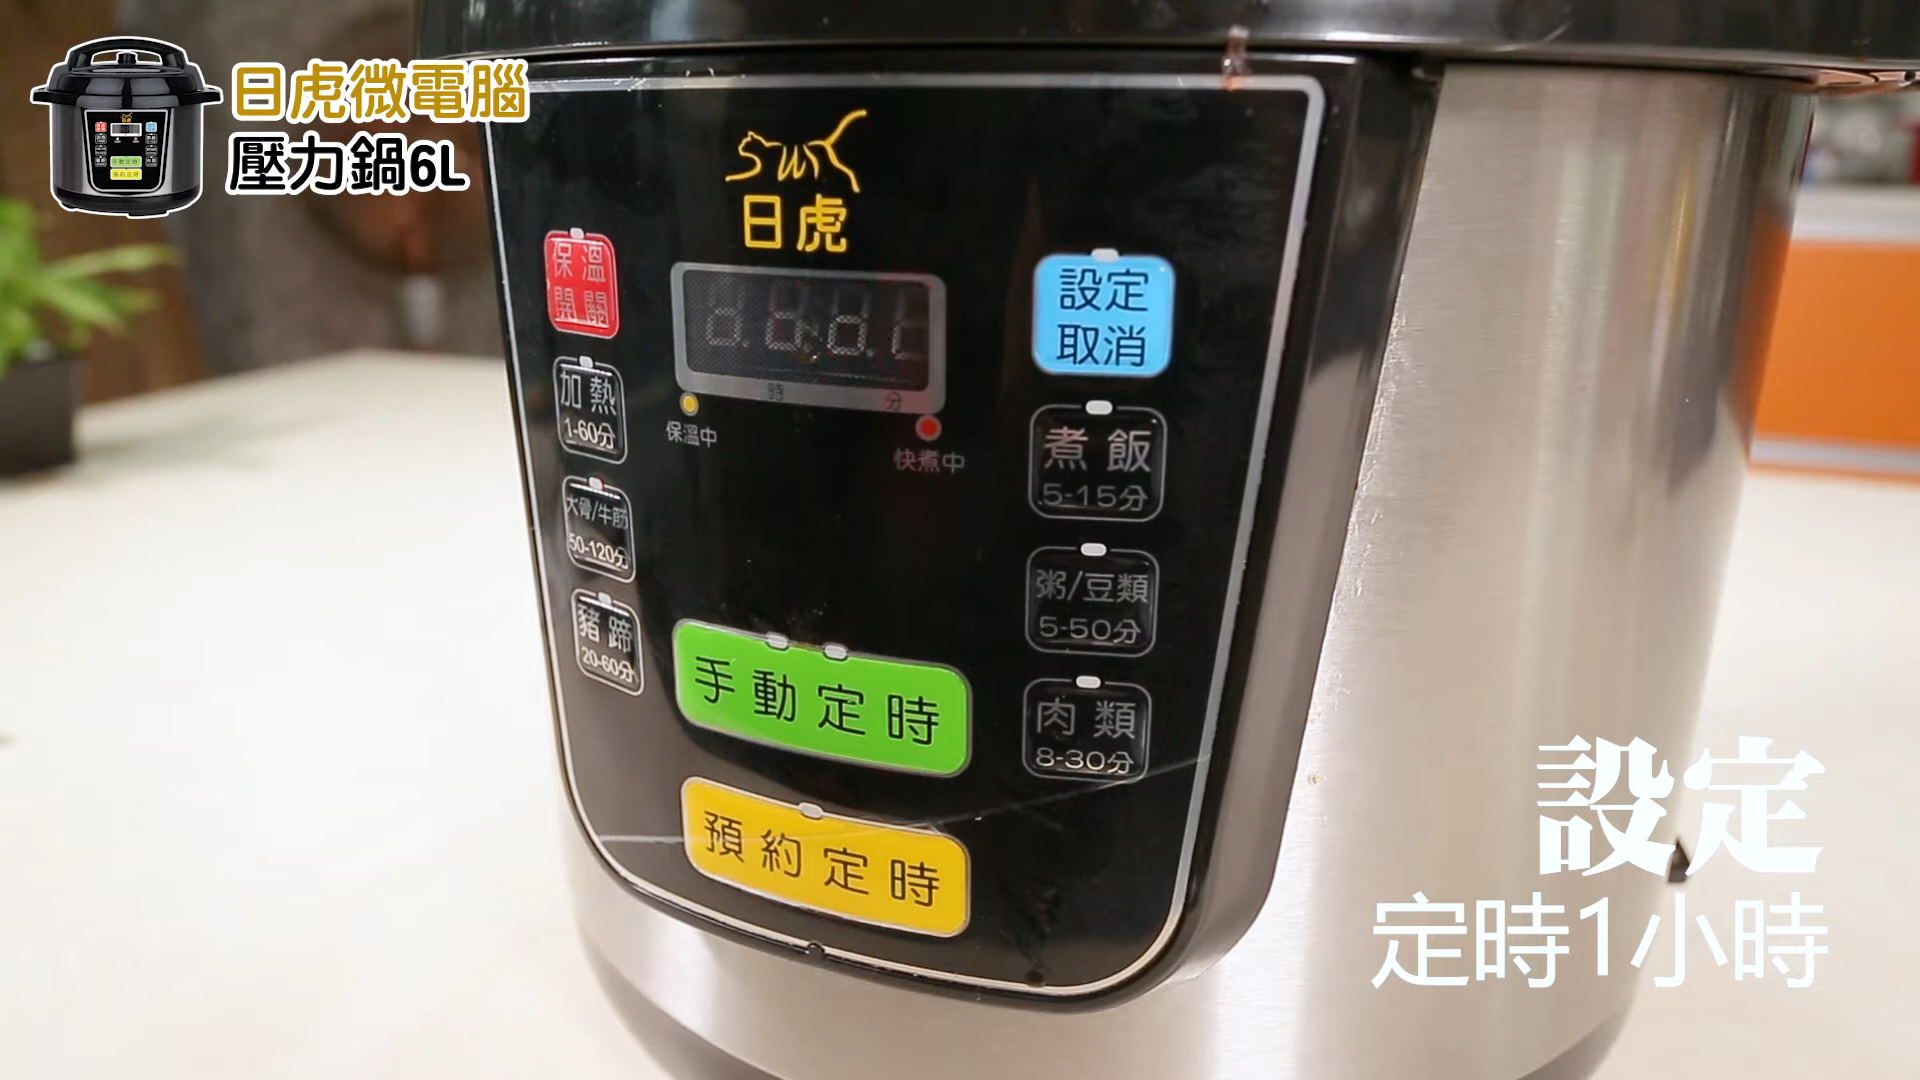 日虎微電腦
壓力鍋6L
SunT
日虎
保溫
開關
加熱
1-60分
大骨/牛筋
50-120分
豬蹄
20-60分
時
分
保溫中
快煮中
設定
取消
煮飯
5-15分
粥/豆類
5-50分
肉類
8-30分
手動定時
預約定時
設定
定時1小時